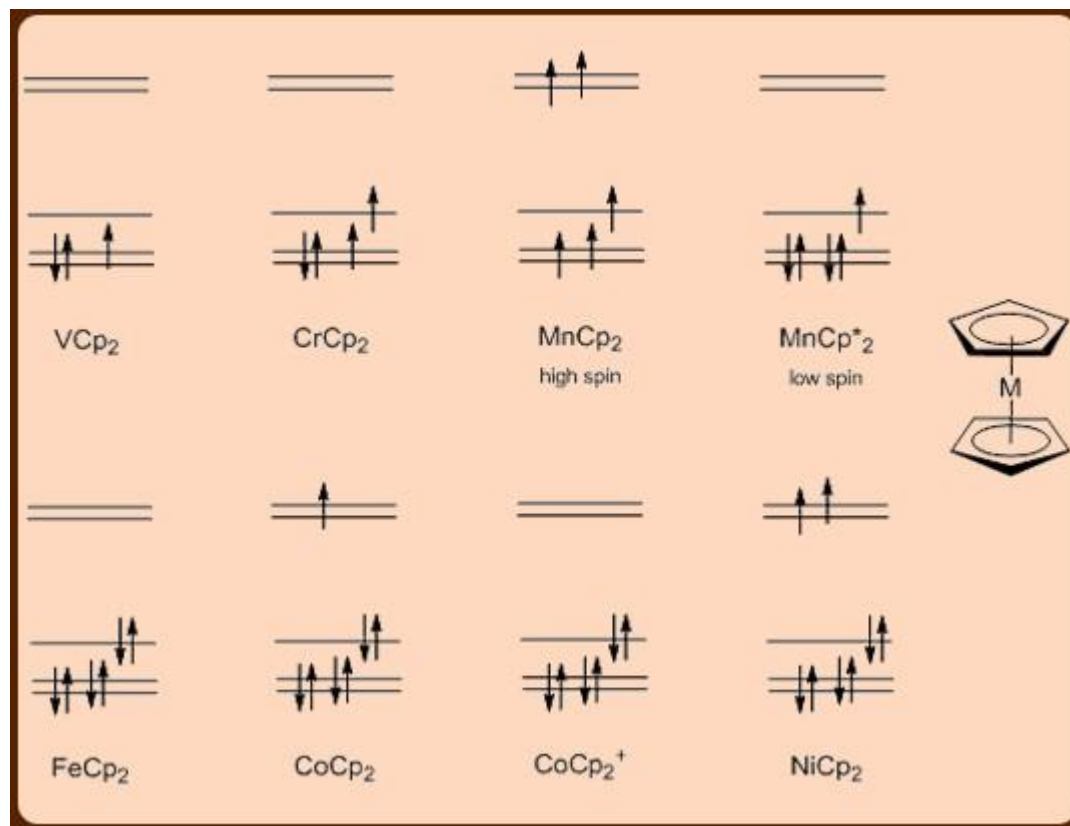 VCp₂ CrCp₂ MnCp₂ MnCp*₂
high spin low spin
M
FeCp₂ CoCp₂ CoCp₂⁺ NiCp₂